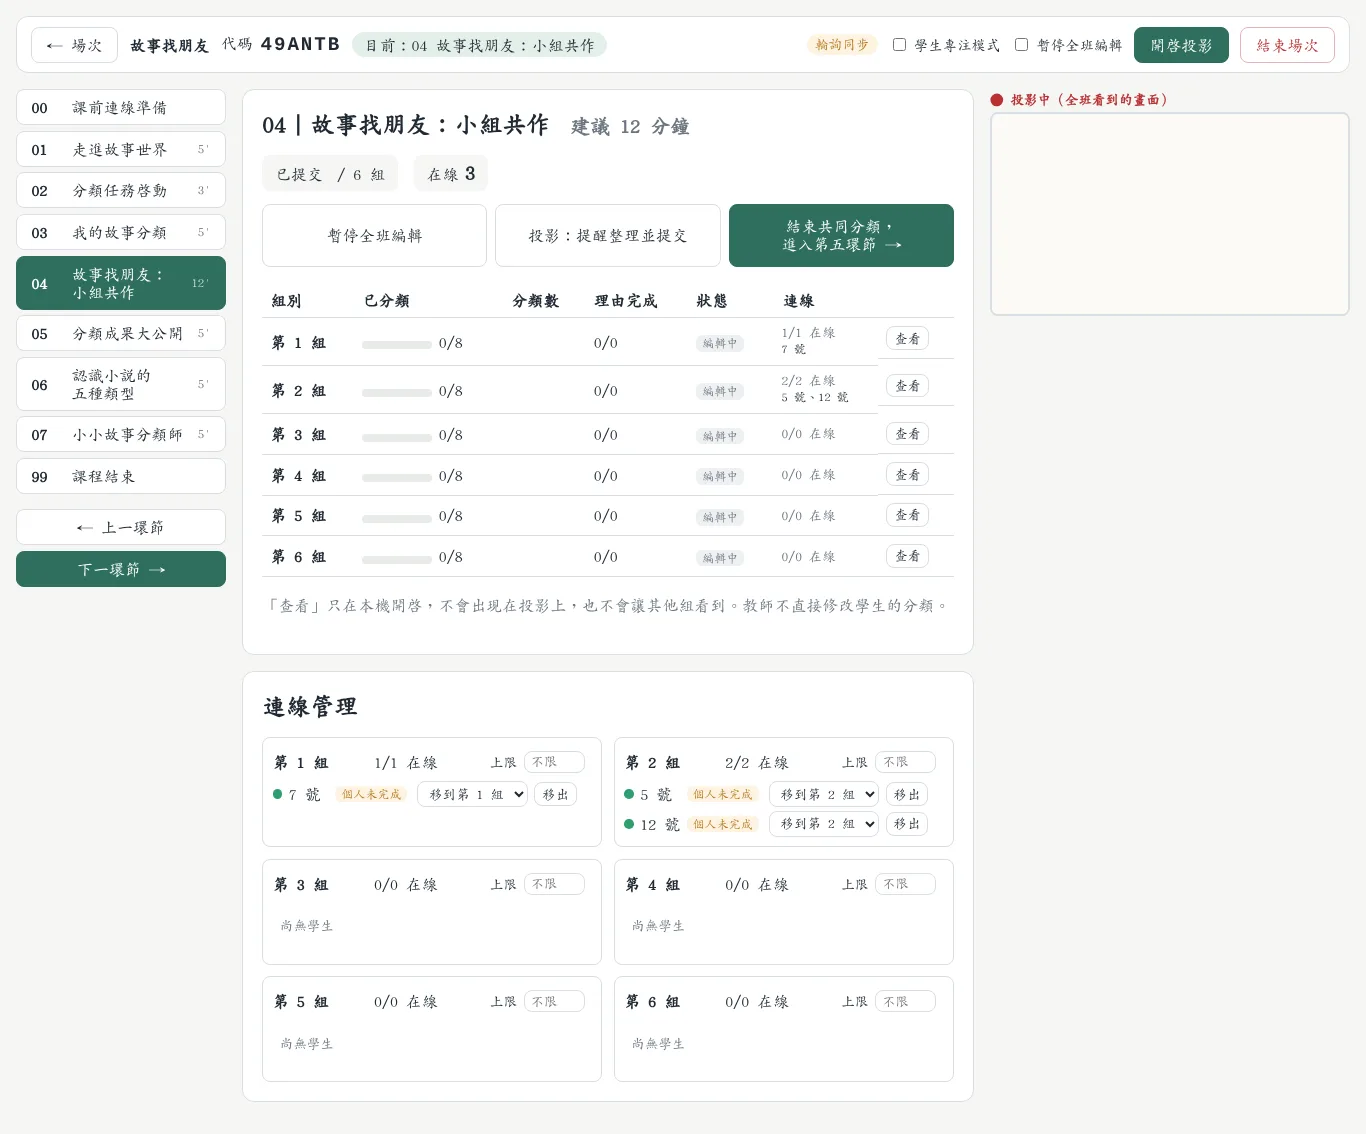 ← 場次 故事找朋友 代碼 49ANTB 目前：04 故事找朋友：小組共作 輪詢同步 學生專注模式 暫停全班編輯 開啓投影 結束場次
00 課前連線準備
01 走進故事世界 5'
02 分類任務啓動 3'
03 我的故事分類 5'
04 故事找朋友：
小組共作 12'
05 分類成果大公開 5'
06 認識小說的
五種類型 5'
07 小小故事分類師 5'
99 課程結束
← 上一環節
下一環節 →
04｜故事找朋友：小組共作 建議 12 分鐘
已提交 / 6 組 在線 3
暫停全班編輯
投影：提醒整理並提交
結束共同分類，
進入第五環節 →
組別 已分類 分類數 理由完成 狀態 連線
第 1 組 0/8 0/0 編輯中 1/1 在線 查看
7 號
第 2 組 0/8 0/0 編輯中 2/2 在線 查看
5 號、12 號
第 3 組 0/8 0/0 編輯中 0/0 在線 查看
第 4 組 0/8 0/0 編輯中 0/0 在線 查看
第 5 組 0/8 0/0 編輯中 0/0 在線 查看
第 6 組 0/8 0/0 編輯中 0/0 在線 查看
「查看」只在本機開啓，不會出現在投影上，也不會讓其他組看到。教師不直接修改學生的分類。
連線管理
第 1 組 1/1 在線 上限 不限
7 號 個人未完成 移到第 1 組 移出
第 2 組 2/2 在線 上限 不限
5 號 個人未完成 移到第 2 組 移出
12 號 個人未完成 移到第 2 組 移出
第 3 組 0/0 在線 上限 不限
尚無學生
第 4 組 0/0 在線 上限 不限
尚無學生
第 5 組 0/0 在線 上限 不限
尚無學生
第 6 組 0/0 在線 上限 不限
尚無學生
投影中（全班看到的畫面）